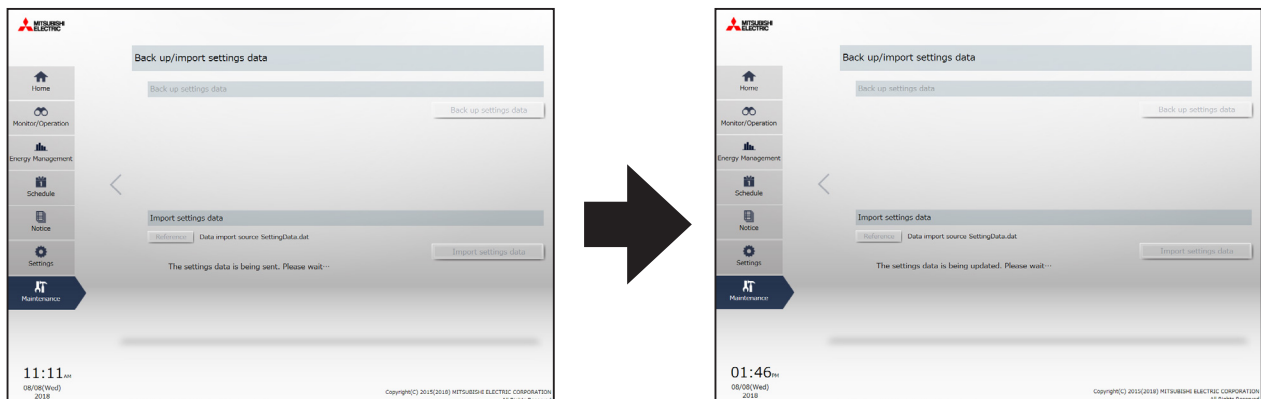 MITSUBISHI
ELECTRIC
Back up/import settings data
Home
Back up settings data
Back up settings data
Monitor/Operation
Energy Management
Schedule
Import settings data
Notice
Reference Data import source SettingData.dat
Import settings data
Settings
The settings data is being sent. Please wait···
Maintenance
11:11AM
08/08(Wed)
2018
Copyright(C) 2015(2018) MITSUBISHI ELECTRIC CORPORATION
All Rights Reserved
MITSUBISHI
ELECTRIC
Back up/import settings data
Home
Back up settings data
Back up settings data
Monitor/Operation
Energy Management
Schedule
Import settings data
Notice
Reference Data import source SettingData.dat
Import settings data
Settings
The settings data is being updated. Please wait···
Maintenance
01:46PM
08/08(Wed)
2018
Copyright(C) 2015(2018) MITSUBISHI ELECTRIC CORPORATION
All Rights Reserved